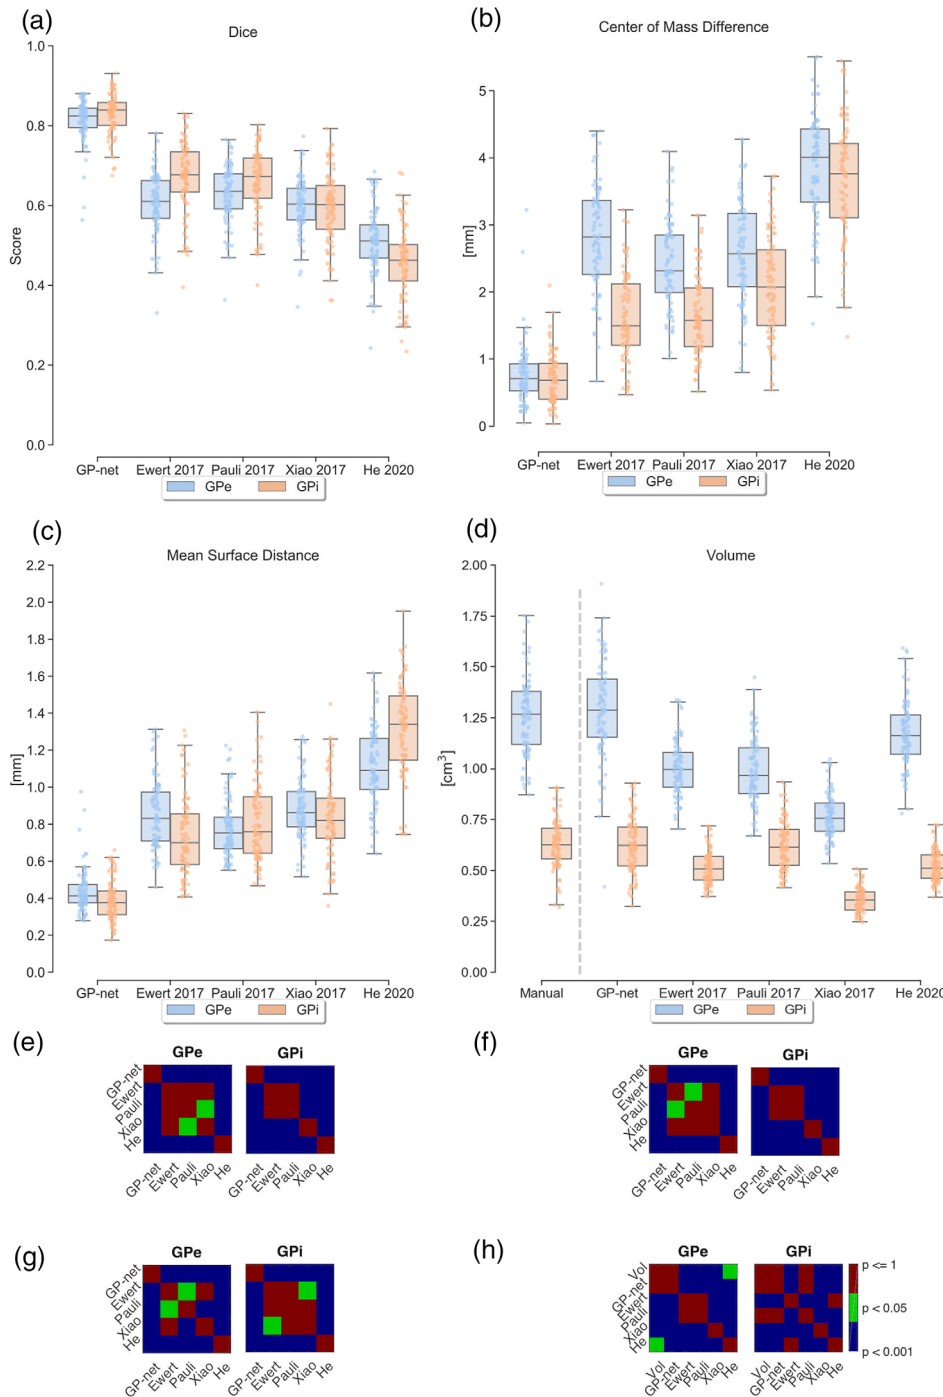 (a)
Dice
1.0
0.8
0.6
0.4
0.2
0.0
Score
GP-net Ewert 2017 Pauli 2017 Xiao 2017 He 2020
GPe GPi
(b)
Center of Mass Difference
5
4
3
2
1
0
[mm]
GP-net Ewert 2017 Pauli 2017 Xiao 2017 He 2020
GPe GPi
(c)
Mean Surface Distance
2.2
2.0
1.8
1.6
1.4
1.2
1.0
0.8
0.6
0.4
0.2
0.0
[mm]
GP-net Ewert 2017 Pauli 2017 Xiao 2017 He 2020
GPe GPi
(d)
Volume
2.00
1.75
1.50
1.25
1.00
0.75
0.50
0.25
0.00
[cm³]
Manual GP-net Ewert 2017 Pauli 2017 Xiao 2017 He 2020
GPe GPi
(e)
GPe GPi
GP-net
Ewert
Pauli
Xiao
He
GP-net Ewert Pauli Xiao He
GP-net Ewert Pauli Xiao He
(f)
GPe GPi
GP-net
Ewert
Pauli
Xiao
He
GP-net Ewert Pauli Xiao He
GP-net Ewert Pauli Xiao He
(g)
GPe GPi
GP-net
Ewert
Pauli
Xiao
He
GP-net Ewert Pauli Xiao He
GP-net Ewert Pauli Xiao He
(h)
GPe GPi
Vol
GP-net
Ewert
Pauli
Xiao
He
Vol GP-net Ewert Pauli Xiao He
Vol GP-net Ewert Pauli Xiao He
p <= 1
p < 0.05
p < 0.001